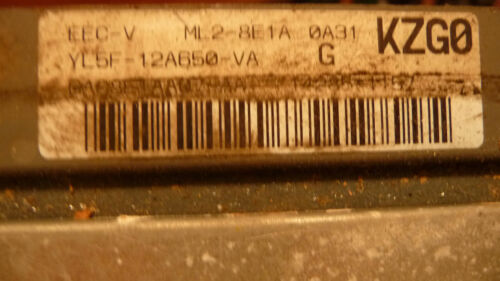 EEC-V ML2-8E1A 0A31 KZG0
YL5F-12A650-VA G